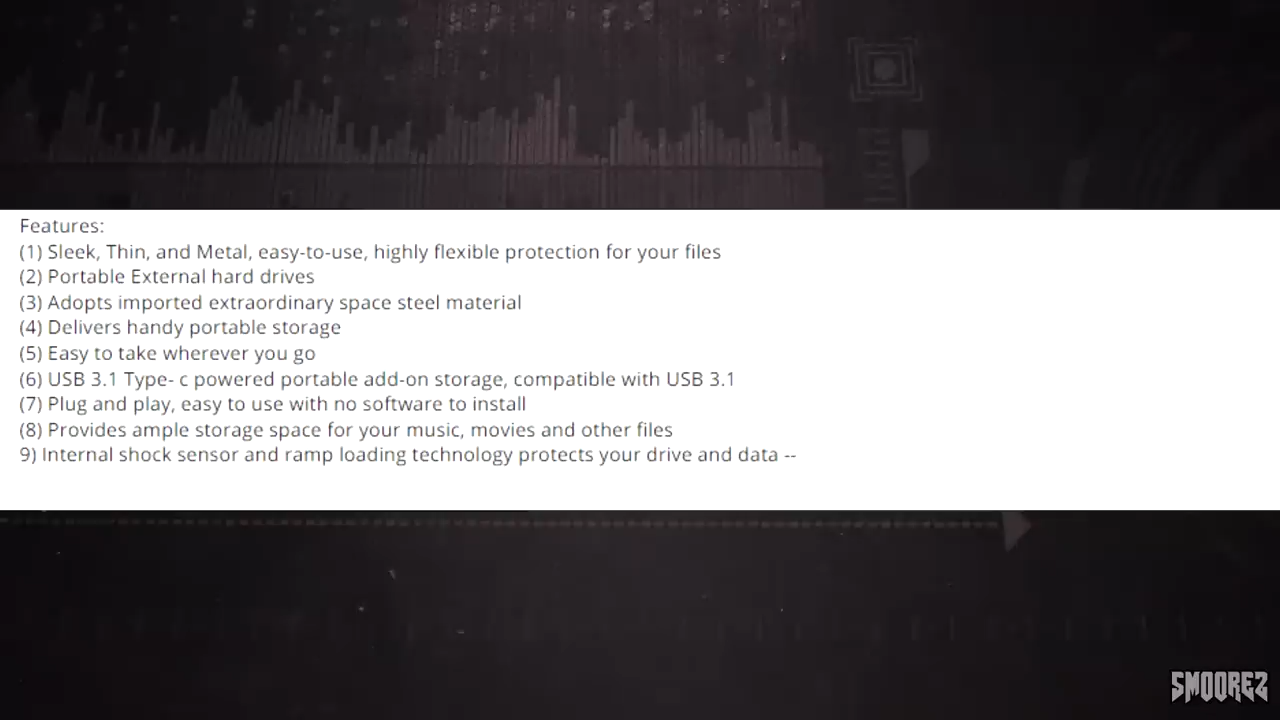 Features:
(1) Sleek, Thin, and Metal, easy-to-use, highly flexible protection for your files
(2) Portable External hard drives
(3) Adopts imported extraordinary space steel material
(4) Delivers handy portable storage
(5) Easy to take wherever you go
(6) USB 3.1 Type- c powered portable add-on storage, compatible with USB 3.1
(7) Plug and play, easy to use with no software to install
(8) Provides ample storage space for your music, movies and other files
9) Internal shock sensor and ramp loading technology protects your drive and data --
SMOOREZ